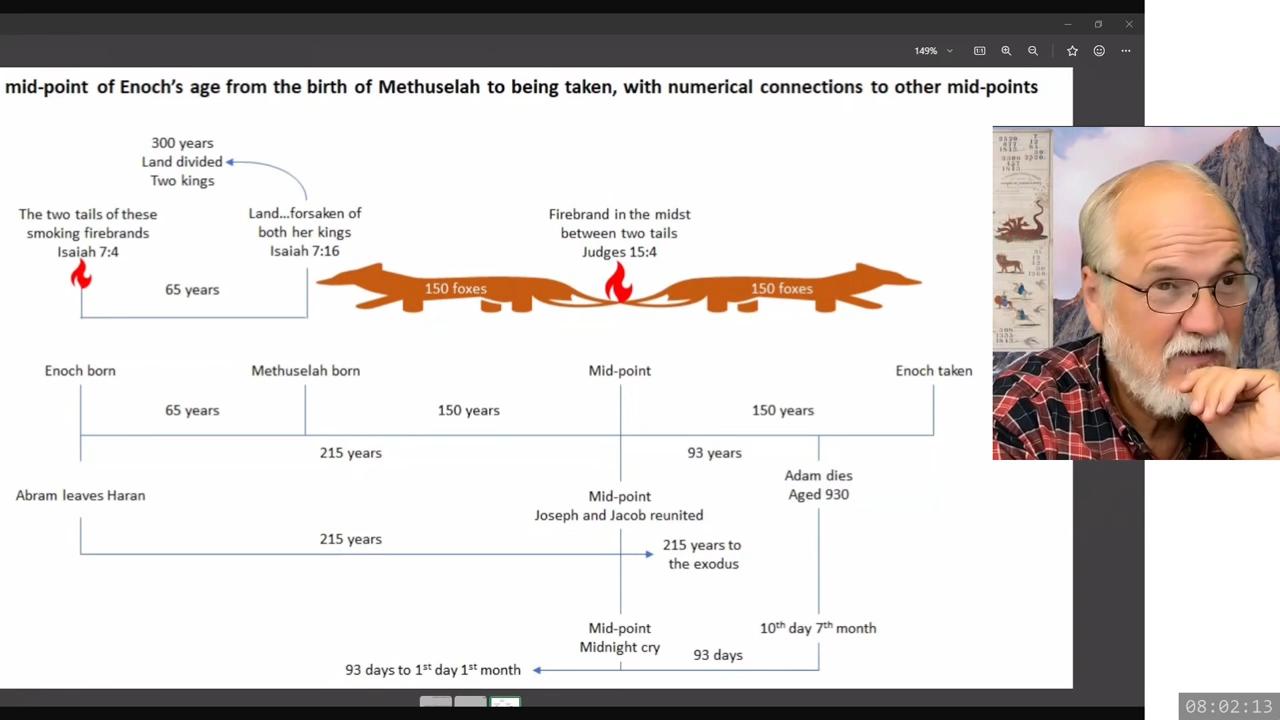 149%
mid-point of Enoch's age from the birth of Methuselah to being taken, with numerical connections to other mid-points
300 years
Land divided
Two kings
The two tails of these
smoking firebrands
Isaiah 7:4
Land...forsaken of
both her kings
Isaiah 7:16
Firebrand in the midst
between two tails
Judges 15:4
65 years
150 foxes
150 foxes
Enoch born
Methuselah born
Mid-point
Enoch taken
65 years
150 years
150 years
215 years
93 years
Adam dies
Aged 930
Abram leaves Haran
Mid-point
Joseph and Jacob reunited
215 years
215 years to
the exodus
Mid-point
Midnight cry
10th day 7th month
93 days
93 days to 1st day 1st month
08:02:13